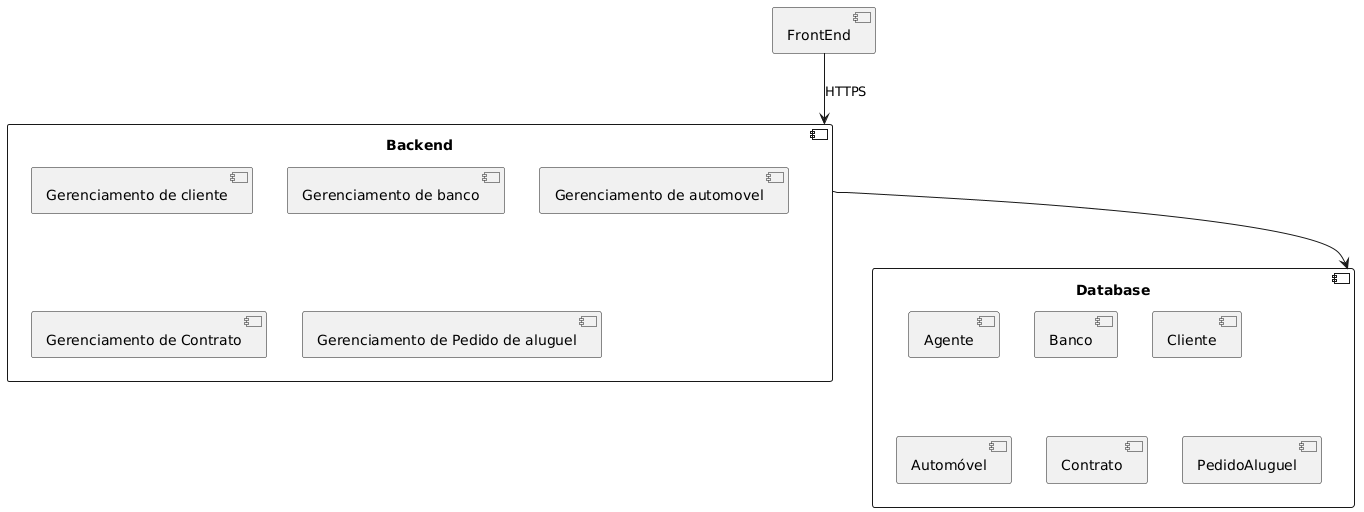 FrontEnd
HTTPS
Backend
Gerenciamento de cliente
Gerenciamento de banco
Gerenciamento de automovel
Gerenciamento de Contrato
Gerenciamento de Pedido de aluguel
Database
Agente
Banco
Cliente
Automóvel
Contrato
PedidoAluguel